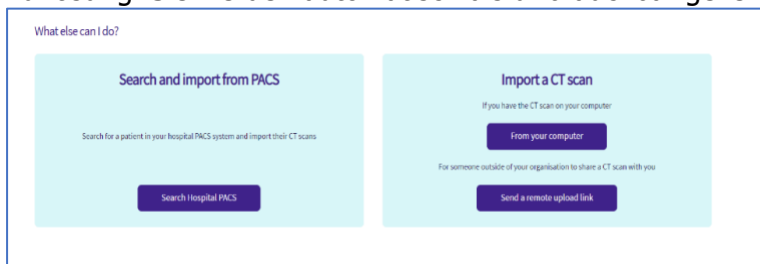 What else can I do?
Search and import from PACS
Search for a patient in your hospital PACS system and import their CT scans
Search Hospital PACS
Import a CT scan
If you have the CT scan on your computer
From your computer
For someone outside of your organisation to share a CT scan with you
Send a remote upload link